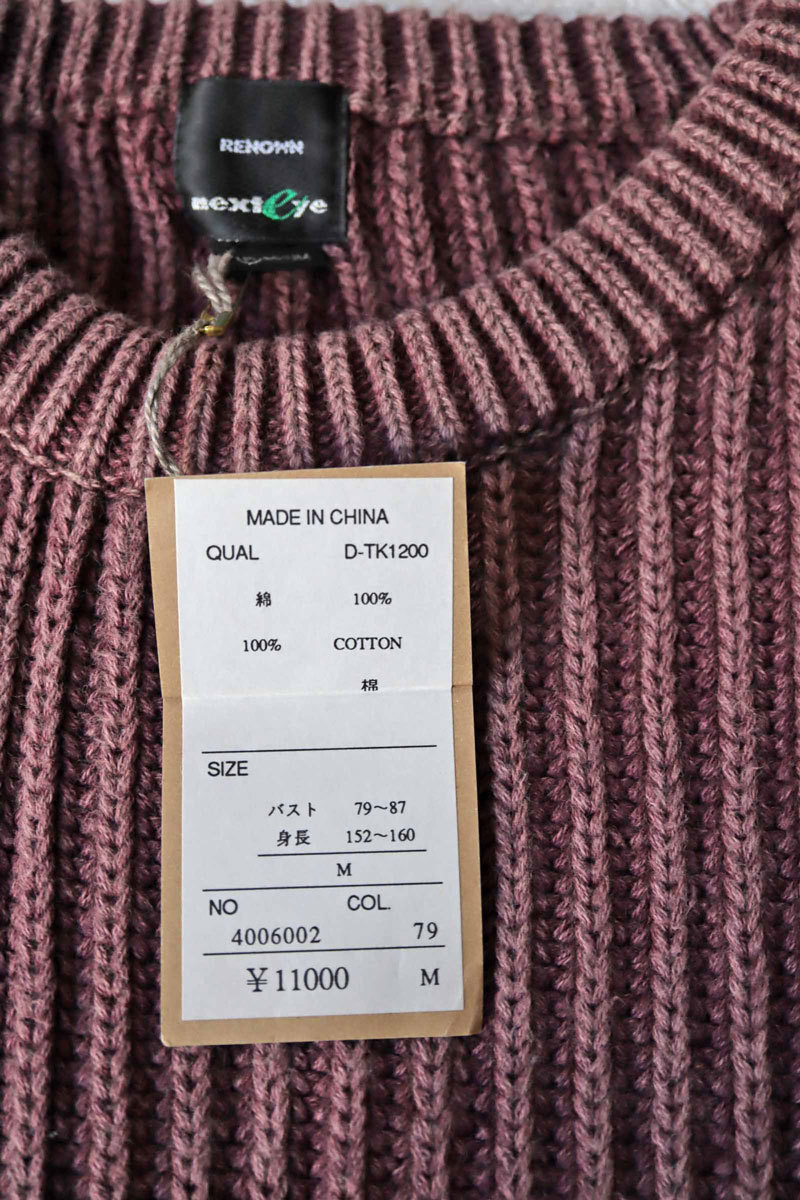 RENOWN
nexteye
MADE IN CHINA
QUAL D-TK1200
綿 100%
100% COTTON
棉
SIZE
バスト 79~87
身長 152~160
M
NO COL.
4006002 79
¥11000 M